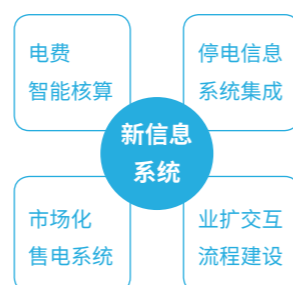 电费
智能核算
停电信息
系统集成
新信息
系统
市场化
售电系统
业扩交互
流程建设